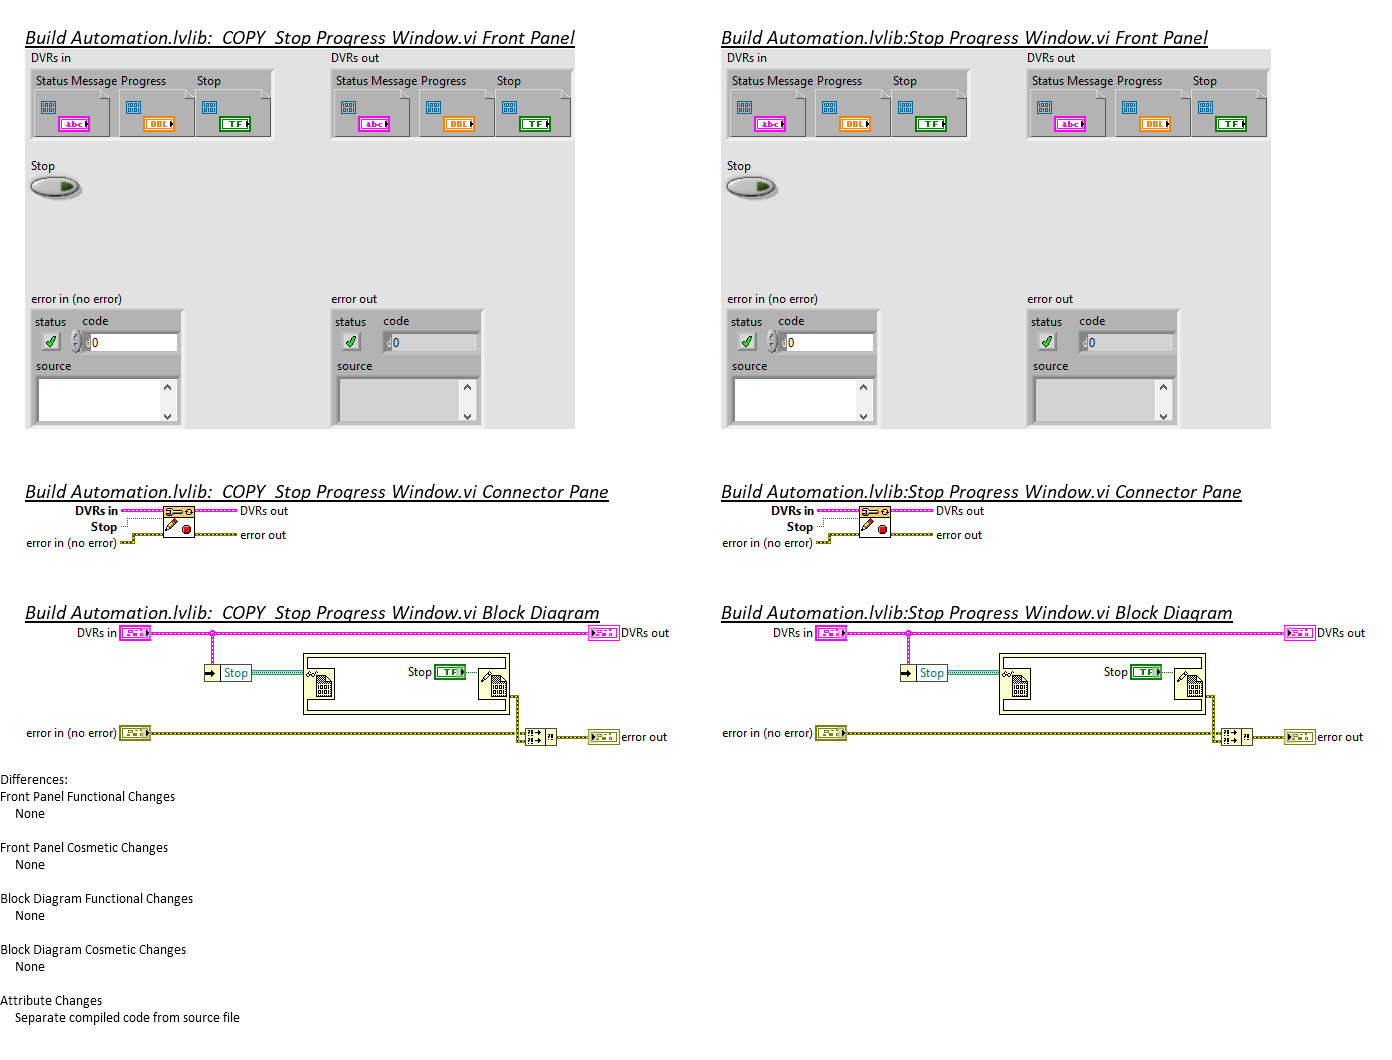 Build Automation.lvlib:_COPY_Stop Progress Window.vi Front Panel
DVRs in
DVRs out
Status Message Progress Stop
abc DBL TF
Status Message Progress Stop
abc DBL TF
Stop
error in (no error)
error out
status code
0
source
status code
0
source
Build Automation.lvlib:Stop Progress Window.vi Front Panel
DVRs in
DVRs out
Status Message Progress Stop
abc DBL TF
Status Message Progress Stop
abc DBL TF
Stop
error in (no error)
error out
status code
0
source
status code
0
source
Build Automation.lvlib:_COPY_Stop Progress Window.vi Connector Pane
DVRs in
DVRs out
Stop
error in (no error)
error out
Build Automation.lvlib:Stop Progress Window.vi Connector Pane
DVRs in
DVRs out
Stop
error in (no error)
error out
Build Automation.lvlib:_COPY_Stop Progress Window.vi Block Diagram
DVRs in
DVRs out
Stop
Stop TF
error in (no error)
error out
Build Automation.lvlib:Stop Progress Window.vi Block Diagram
DVRs in
DVRs out
Stop
Stop TF
error in (no error)
error out
Differences:
Front Panel Functional Changes
None
Front Panel Cosmetic Changes
None
Block Diagram Functional Changes
None
Block Diagram Cosmetic Changes
None
Attribute Changes
Separate compiled code from source file